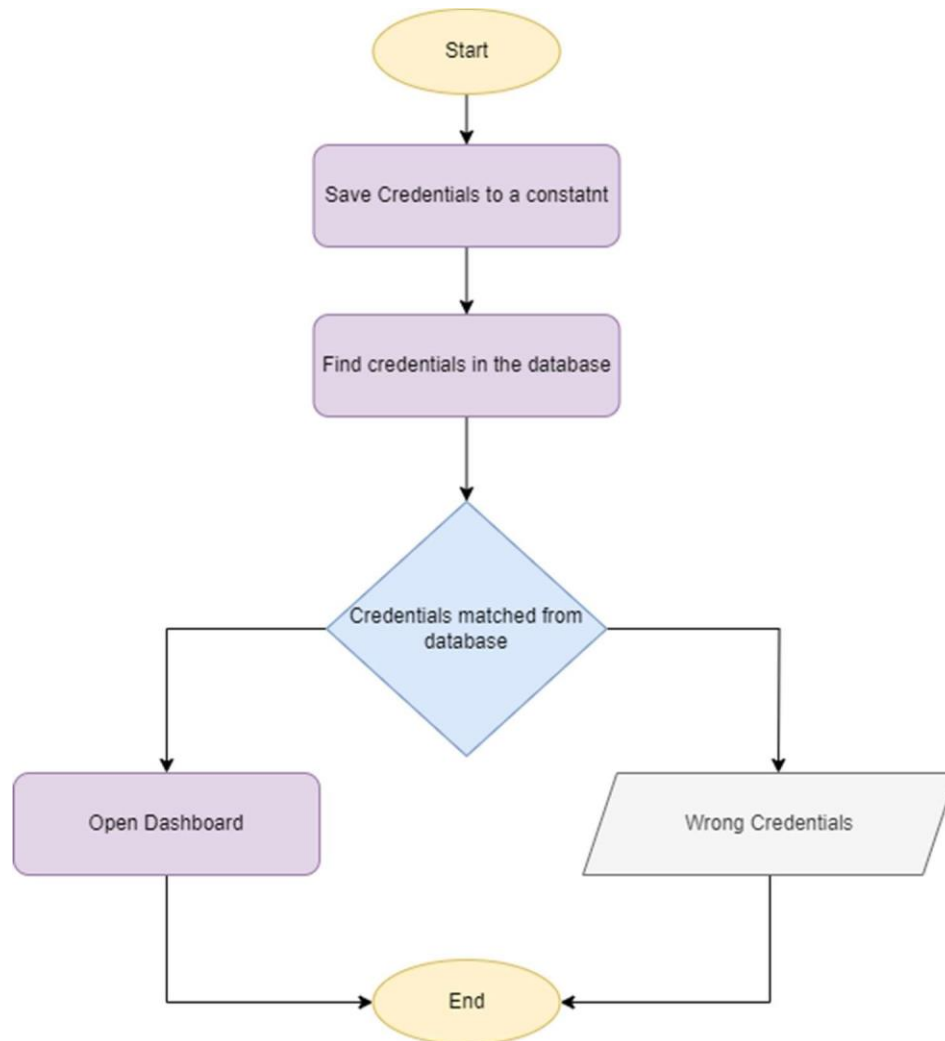 Start
Save Credentials to a constatnt
Find credentials in the database
Credentials matched from
database
Open Dashboard
Wrong Credentials
End